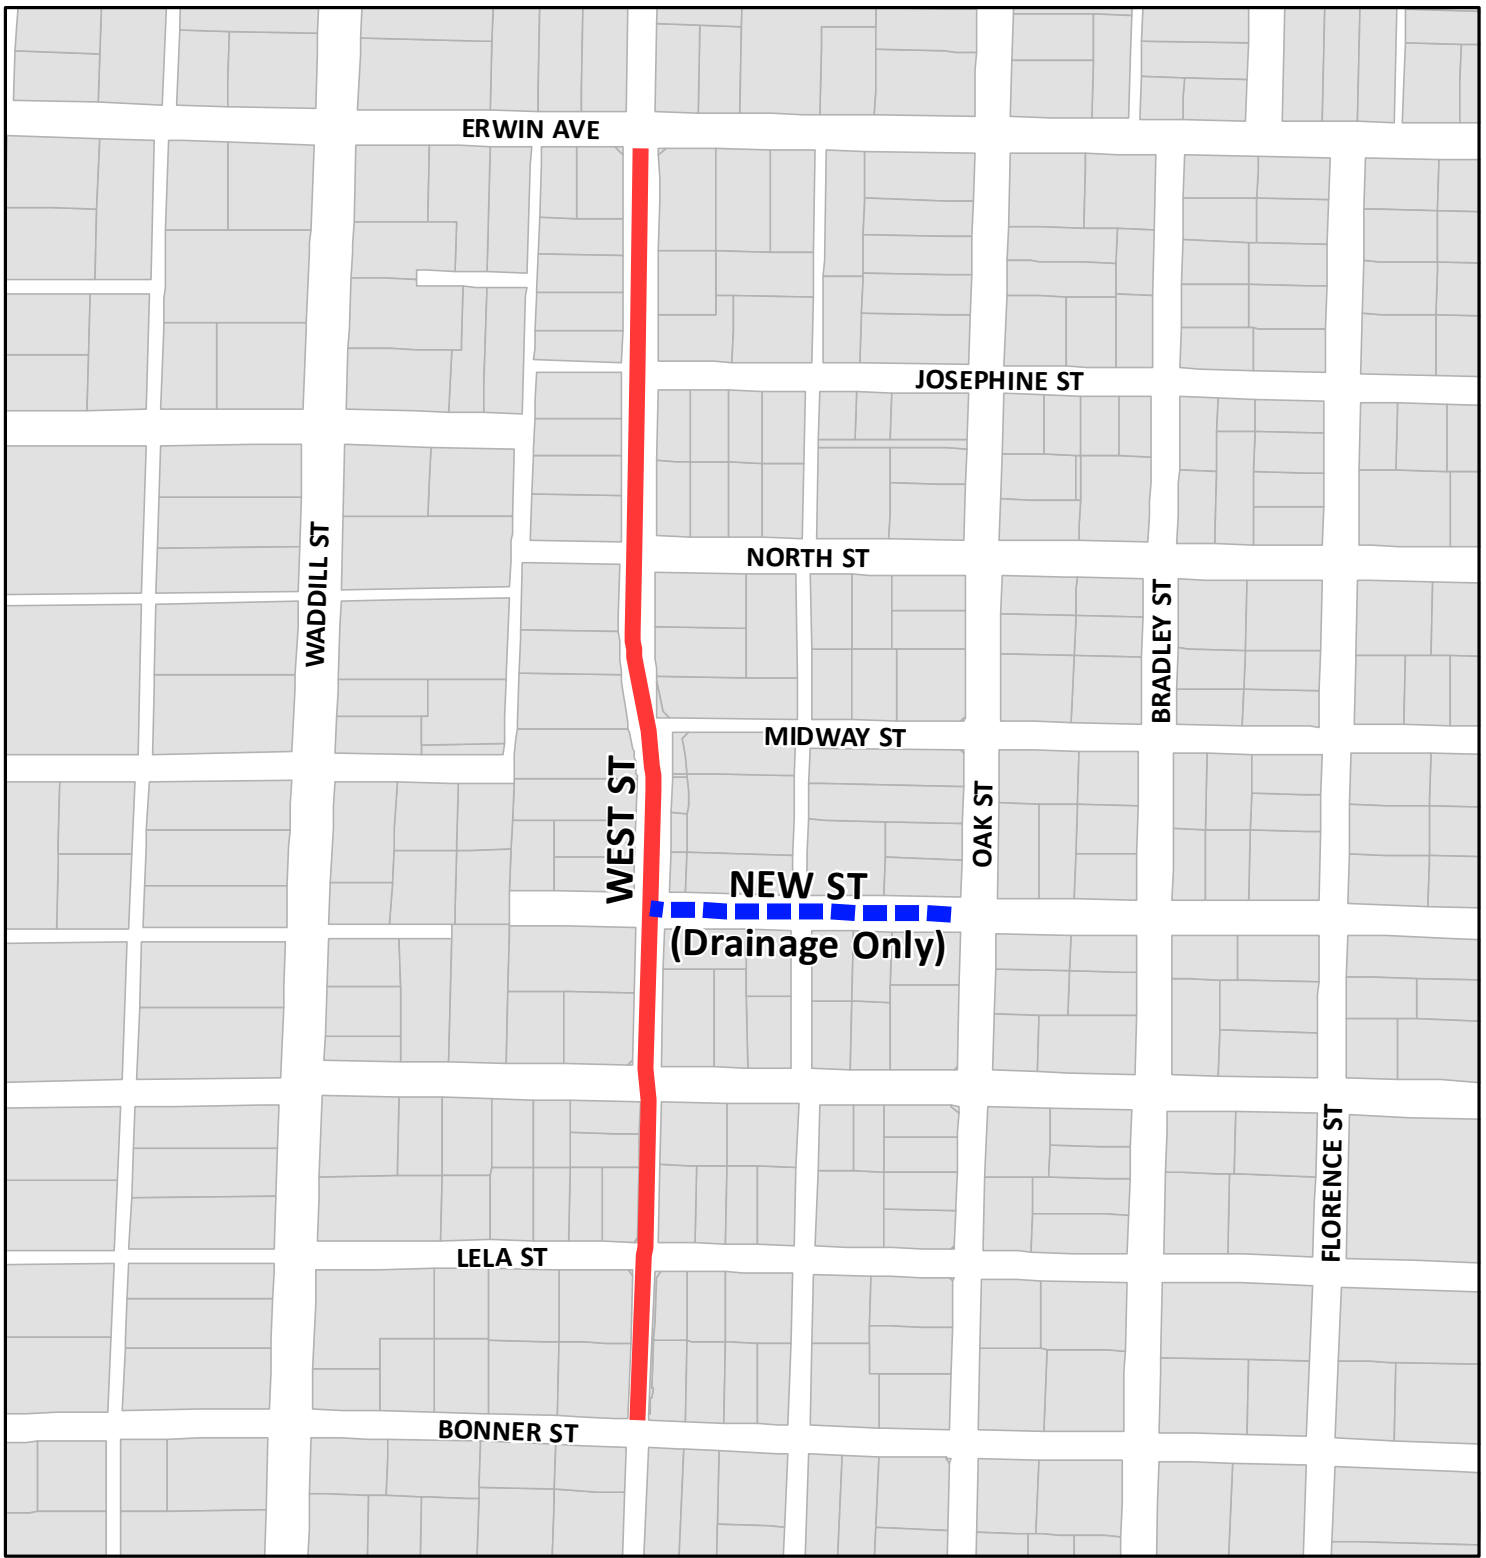 ERWIN AVE
JOSEPHINE ST
WADDILL ST
NORTH ST
BRADLEY ST
MIDWAY ST
WEST ST
OAK ST
NEW ST
(Drainage Only)
FLORENCE ST
LELA ST
BONNER ST